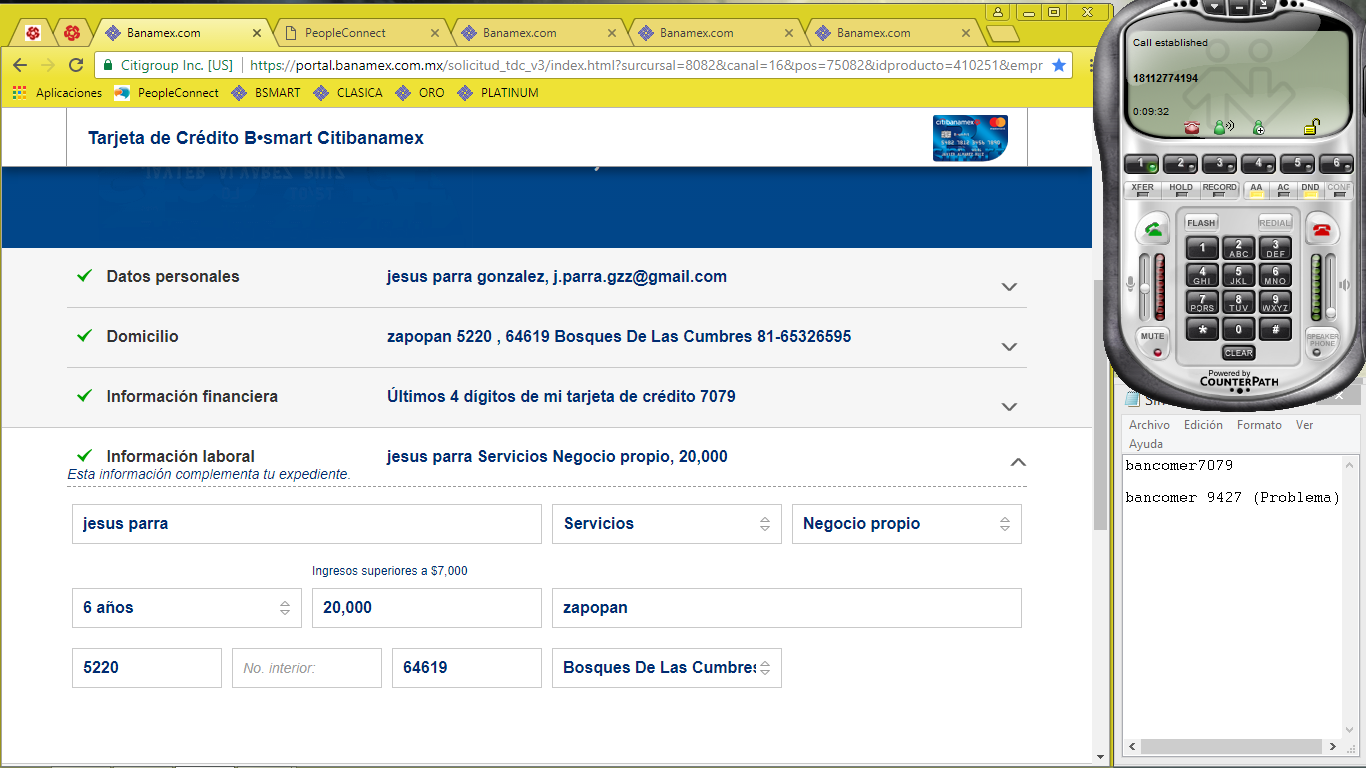 Banamex.com
PeopleConnect
Banamex.com
Banamex.com
Banamex.com
Citigroup Inc. [US]
https://portal.banamex.com.mx/solicitud_tdc_v3/index.html?surcursal=8082&canal=16&pos=75082&idproducto=410251&empr
Aplicaciones PeopleConnect BSMART CLASICA ORO PLATINUM
Tarjeta de Crédito B•smart Citibanamex
citibanamex
Datos personales jesus parra gonzalez, j.parra.gzz@gmail.com
Domicilio zapopan 5220 , 64619 Bosques De Las Cumbres 81-65326595
Información financiera Últimos 4 dígitos de mi tarjeta de crédito 7079
Información laboral jesus parra Servicios Negocio propio, 20,000
Esta información complementa tu expediente.
jesus parra Servicios Negocio propio
Ingresos superiores a $7,000
6 años 20,000 zapopan
5220 No. interior: 64619 Bosques De Las Cumbres
Call established
18112774194
0:09:32
1 2 3 4 5 6
XFER HOLD RECORD AA AC DND CONF
FLASH REDIAL
1 2 ABC 3 DEF
4 GHI 5 JKL 6 MNO
7 PQRS 8 TUV 9 WXYZ
* 0 #
MUTE CLEAR SPEAKER PHONE
Powered by
COUNTERPATH
Archivo Edición Formato Ver
Ayuda
bancomer7079
bancomer 9427 (Problema)